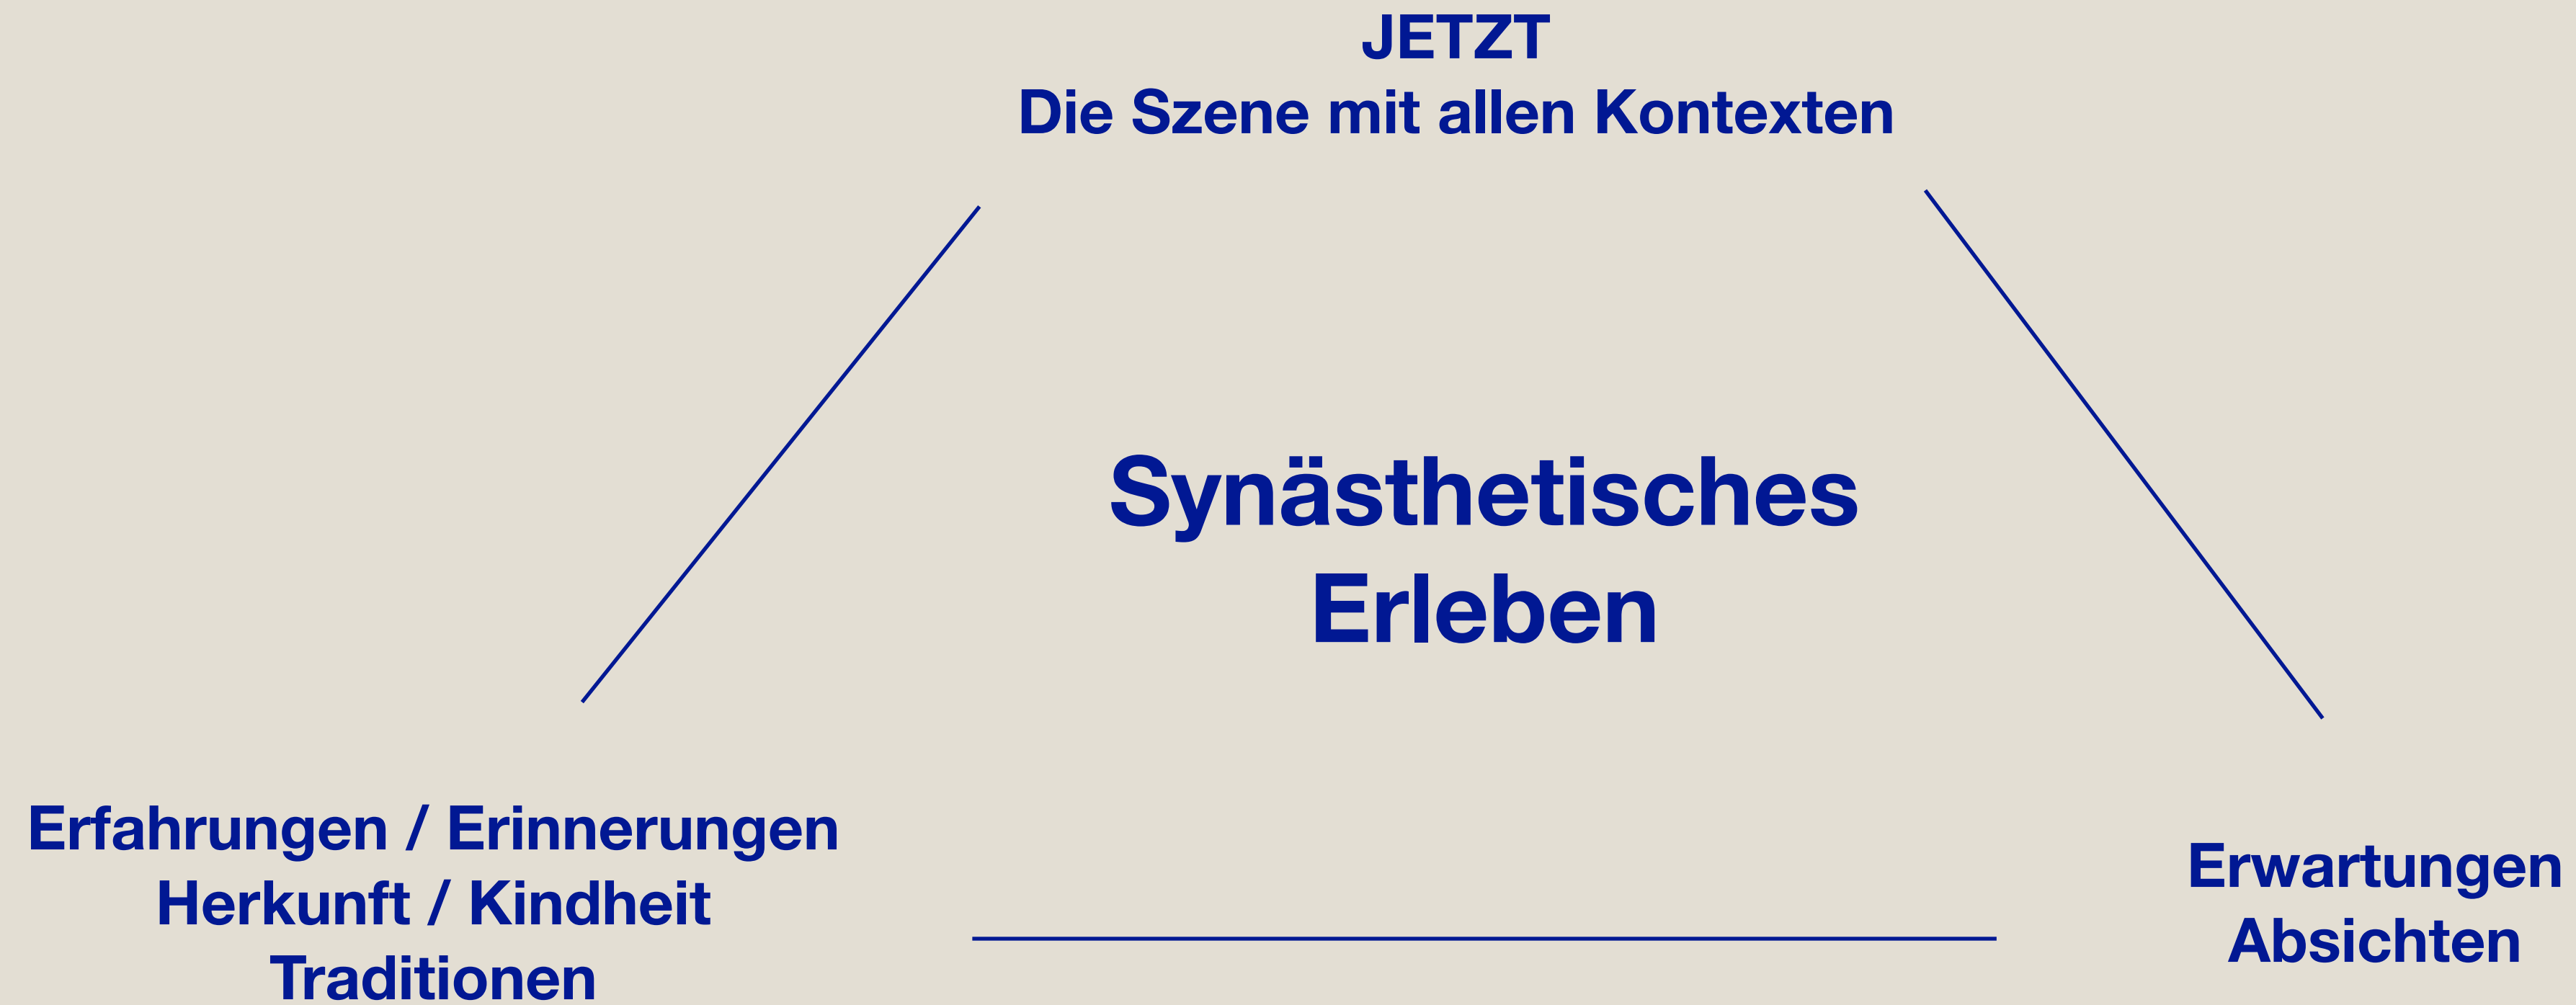 JETZT
Die Szene mit allen Kontexten
Synästhetisches
Erleben
Erfahrungen / Erinnerungen
Herkunft / Kindheit
Traditionen
Erwartungen
Absichten